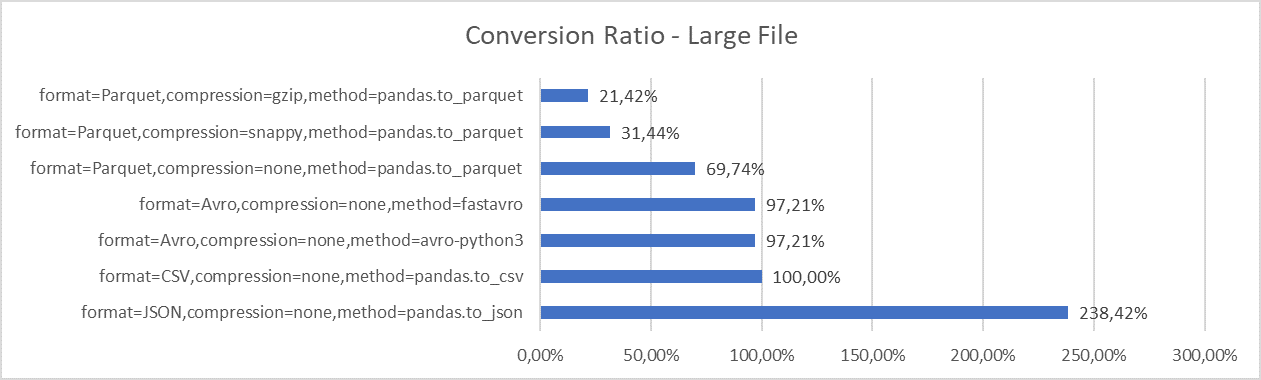 Conversion Ratio - Large File
format=Parquet,compression=gzip,method=pandas.to_parquet
21,42%
format=Parquet,compression=snappy,method=pandas.to_parquet
31,44%
format=Parquet,compression=none,method=pandas.to_parquet
69,74%
format=Avro,compression=none,method=fastavro
97,21%
format=Avro,compression=none,method=avro-python3
97,21%
format=CSV,compression=none,method=pandas.to_csv
100,00%
format=JSON,compression=none,method=pandas.to_json
238,42%
0,00% 50,00% 100,00% 150,00% 200,00% 250,00% 300,00%